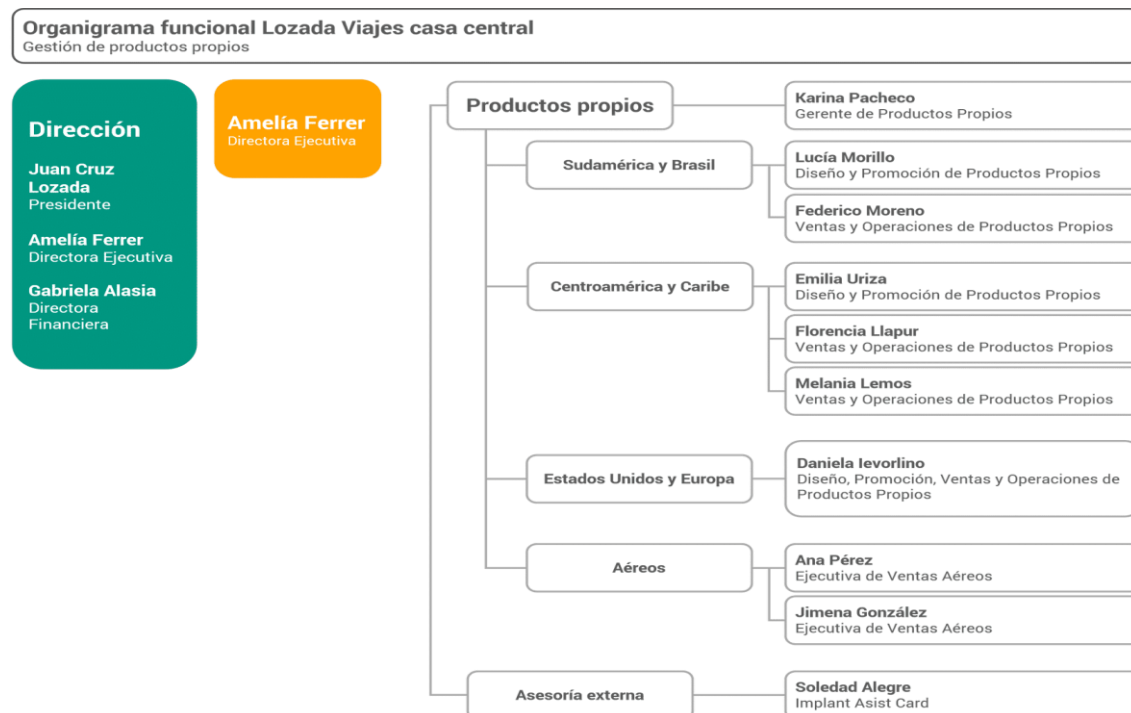 Organigrama funcional Lozada Viajes casa central
Gestión de productos propios
Dirección
Juan Cruz
Lozada
Presidente
Amelía Ferrer
Directora Ejecutiva
Gabriela Alasia
Directora
Financiera
Amelía Ferrer
Directora Ejecutiva
Productos propios
Karina Pacheco
Gerente de Productos Propios
Sudamérica y Brasil
Lucía Morillo
Diseño y Promoción de Productos Propios
Federico Moreno
Ventas y Operaciones de Productos Propios
Centroamérica y Caribe
Emilia Uriza
Diseño y Promoción de Productos Propios
Florencia Llapur
Ventas y Operaciones de Productos Propios
Melania Lemos
Ventas y Operaciones de Productos Propios
Estados Unidos y Europa
Daniela Ievorlino
Diseño, Promoción, Ventas y Operaciones de
Productos Propios
Aéreos
Ana Pérez
Ejecutiva de Ventas Aéreos
Jimena González
Ejecutiva de Ventas Aéreos
Asesoría externa
Soledad Alegre
Implant Asist Card